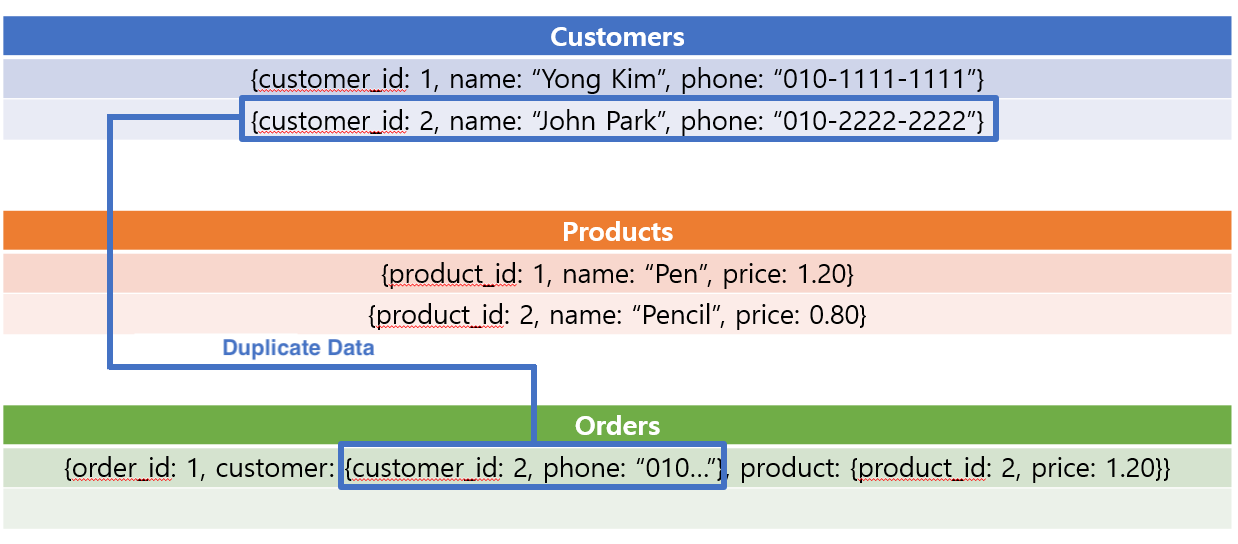 Customers
{customer_id: 1, name: “Yong Kim”, phone: “010-1111-1111”}
{customer_id: 2, name: “John Park”, phone: “010-2222-2222”}
Products
{product_id: 1, name: “Pen”, price: 1.20}
{product_id: 2, name: “Pencil”, price: 0.80}
Duplicate Data
Orders
{order_id: 1, customer: {customer_id: 2, phone: “010...”}, product: {product_id: 2, price: 1.20}}